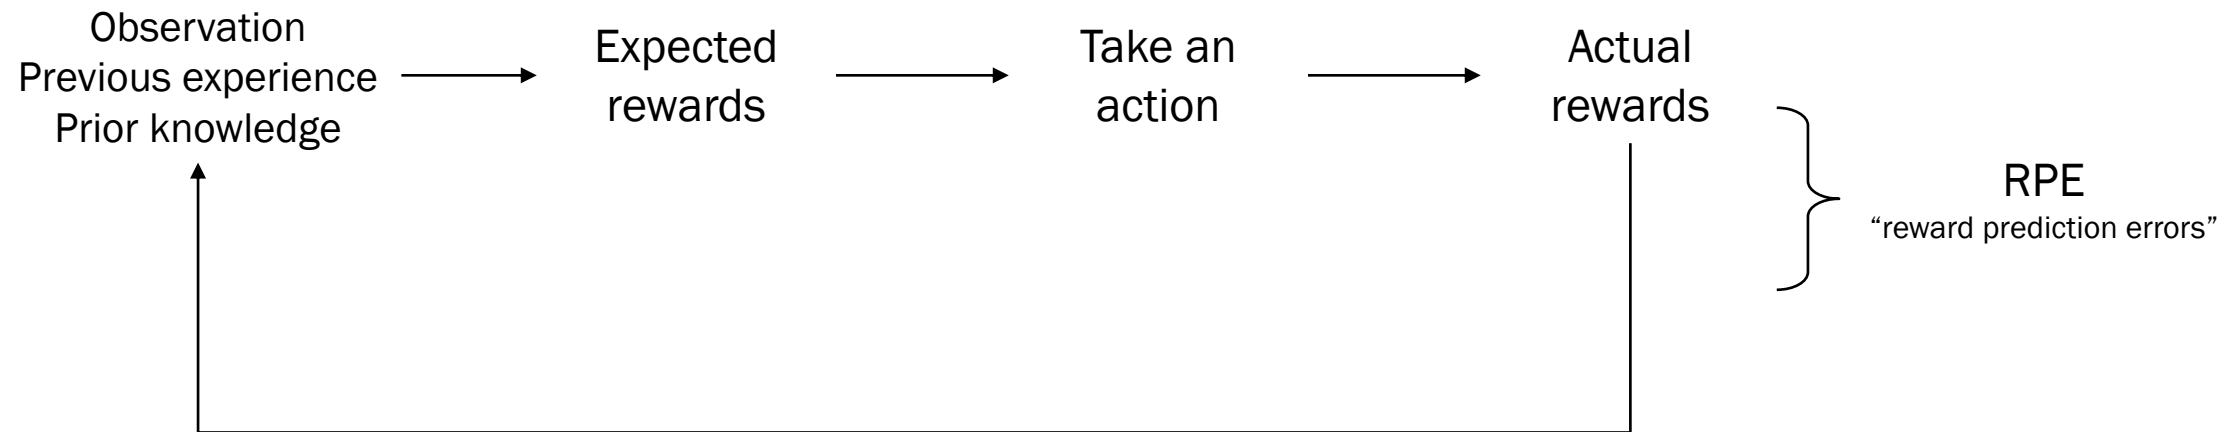 Observation
Previous experience
Prior knowledge
Expected
rewards
Take an
action
Actual
rewards
RPE
“reward prediction errors”